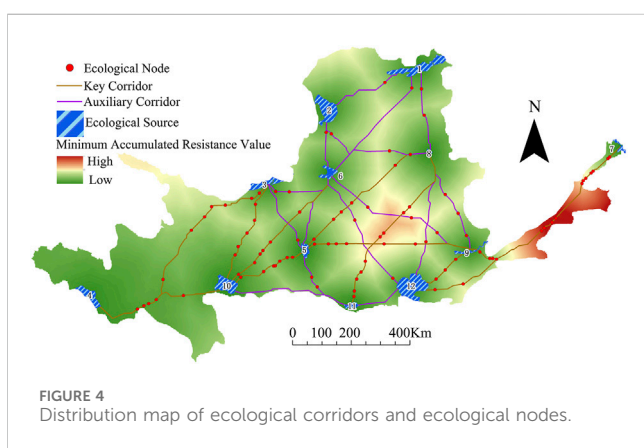 Ecological Node
Key Corridor
Auxiliary Corridor
Ecological Source
Minimum Accumulated Resistance Value
High
Low
N
1
2
3
4
5
6
7
8
9
10
11
12
0 100 200 400Km
FIGURE 4
Distribution map of ecological corridors and ecological nodes.